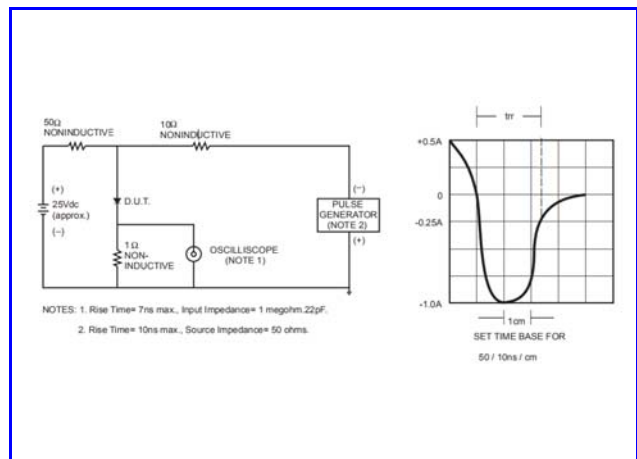 50Ω
NONINDUCTIVE
10Ω
NONINDUCTIVE
trr
+0.5A
(+)
25Vdc
(approx.)
(–)
D.U.T.
(–)
PULSE
GENERATOR
(NOTE 2)
(+)
0
-0.25A
1Ω
NON-
INDUCTIVE
OSCILLISCOPE
(NOTE 1)
-1.0A
NOTES: 1. Rise Time= 7ns max., Input Impedance= 1 megohm.22pF.
2. Rise Time= 10ns max., Source Impedance= 50 ohms.
1cm
SET TIME BASE FOR
50 / 10ns / cm